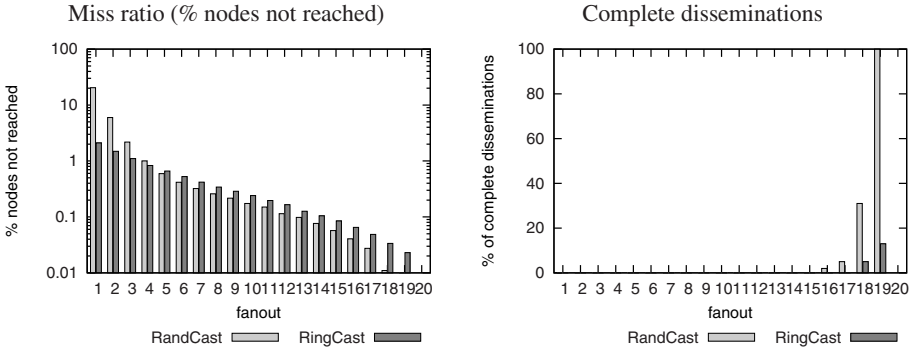 Miss ratio (% nodes not reached)
Complete disseminations
% nodes not reached
100
10
1
0.1
0.01
1 2 3 4 5 6 7 8 9 10 11 12 13 14 15 16 17 18 19 20
fanout
RandCast RingCast
% of complete disseminations
100
80
60
40
20
0
1 2 3 4 5 6 7 8 9 10 11 12 13 14 15 16 17 18 19 20
fanout
RandCast RingCast